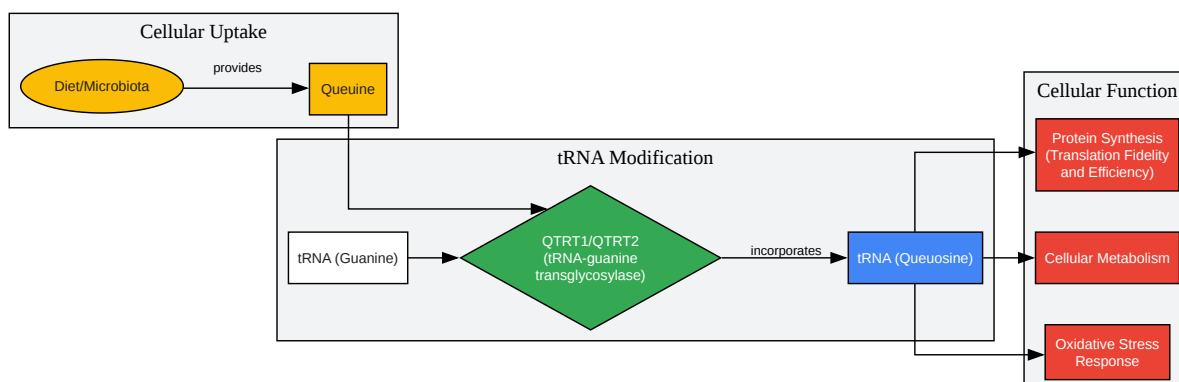 Cellular Uptake
Diet/Microbiota
provides
Queuine
tRNA Modification
tRNA (Guanine)
QTRT1/QTRT2
(tRNA-guanine
transglycosylase)
incorporates
tRNA (Queuosine)
Cellular Function
Protein Synthesis
(Translation Fidelity
and Efficiency)
Cellular Metabolism
Oxidative Stress
Response